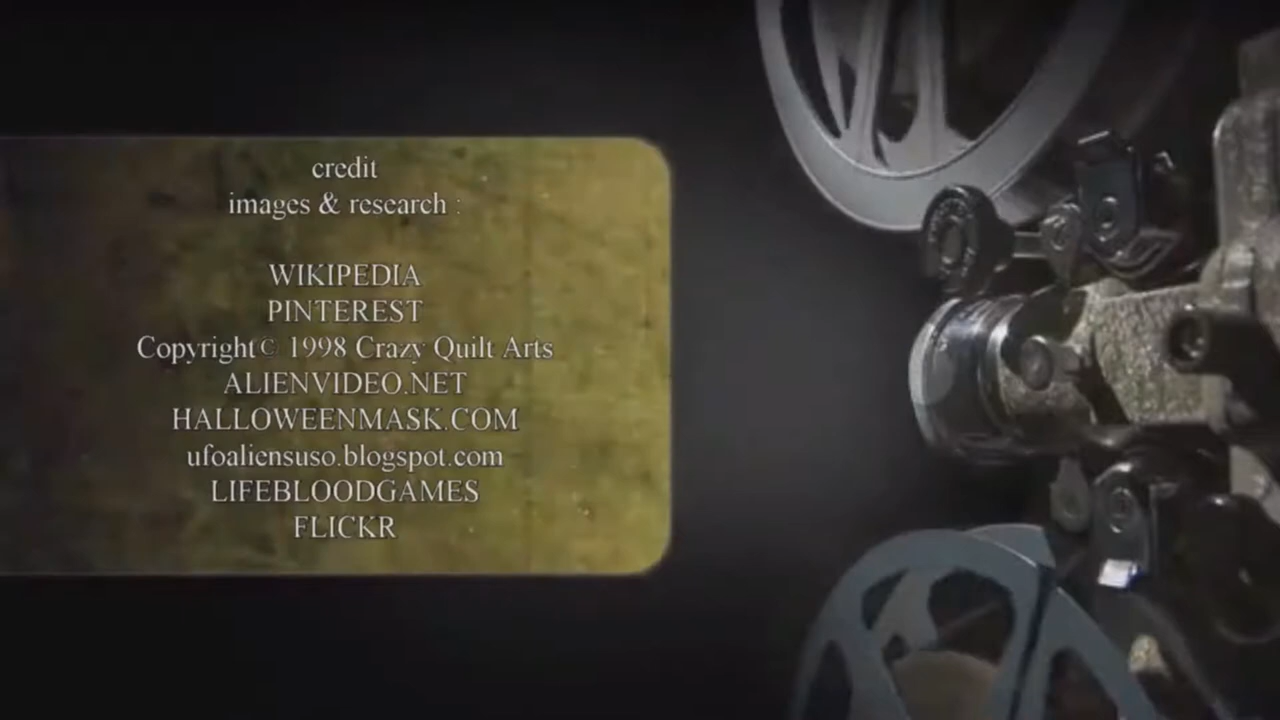 credit
images & research :
WIKIPEDIA
PINTEREST
Copyright© 1998 Crazy Quilt Arts
ALIENVIDEO.NET
HALLOWEENMASK.COM
ufoaliensuso.blogspot.com
LIFEBLOODGAMES
FLICKR